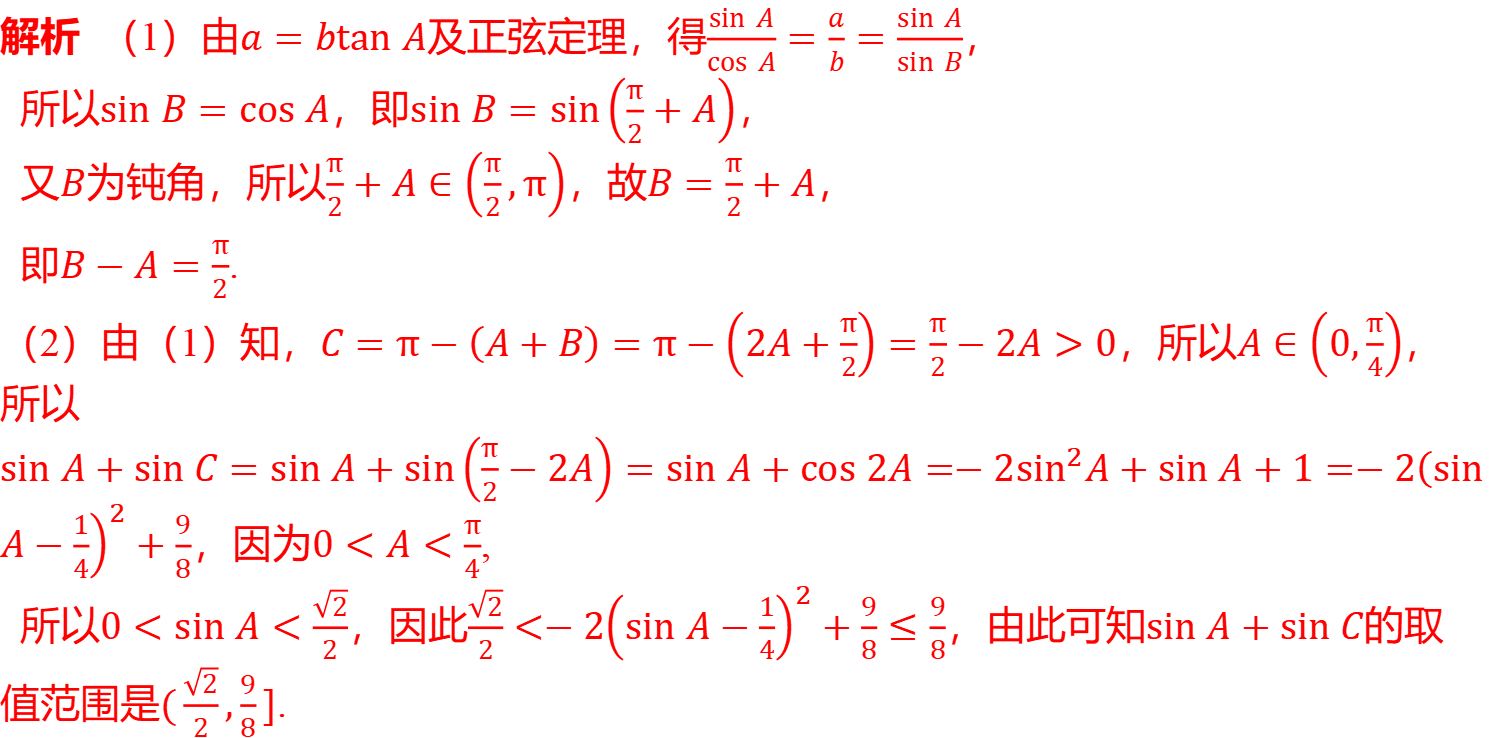 解析 （1）由a = btan A及正弦定理，得sin A/cos A = a/b = sin A/sin B，
所以sin B = cos A，即sin B = sin(π/2 + A)，
又B为钝角，所以π/2 + A ∈ (π/2, π)，故B = π/2 + A，
即B − A = π/2.
（2）由（1）知，C = π −（A + B）= π − (2A + π/2) = π/2 − 2A > 0，所以A ∈ (0, π/4)，
所以
sin A + sin C = sin A + sin(π/2 − 2A) = sin A + cos 2A =− 2sin²A + sin A + 1 =− 2(sin
A − 1/4)² + 9/8，因为0 < A < π/4,
所以0 < sin A < √2/2，因此√2/2 <− 2(sin A − 1/4)² + 9/8 ≤ 9/8，由此可知sin A + sin C的取
值范围是(√2/2, 9/8].